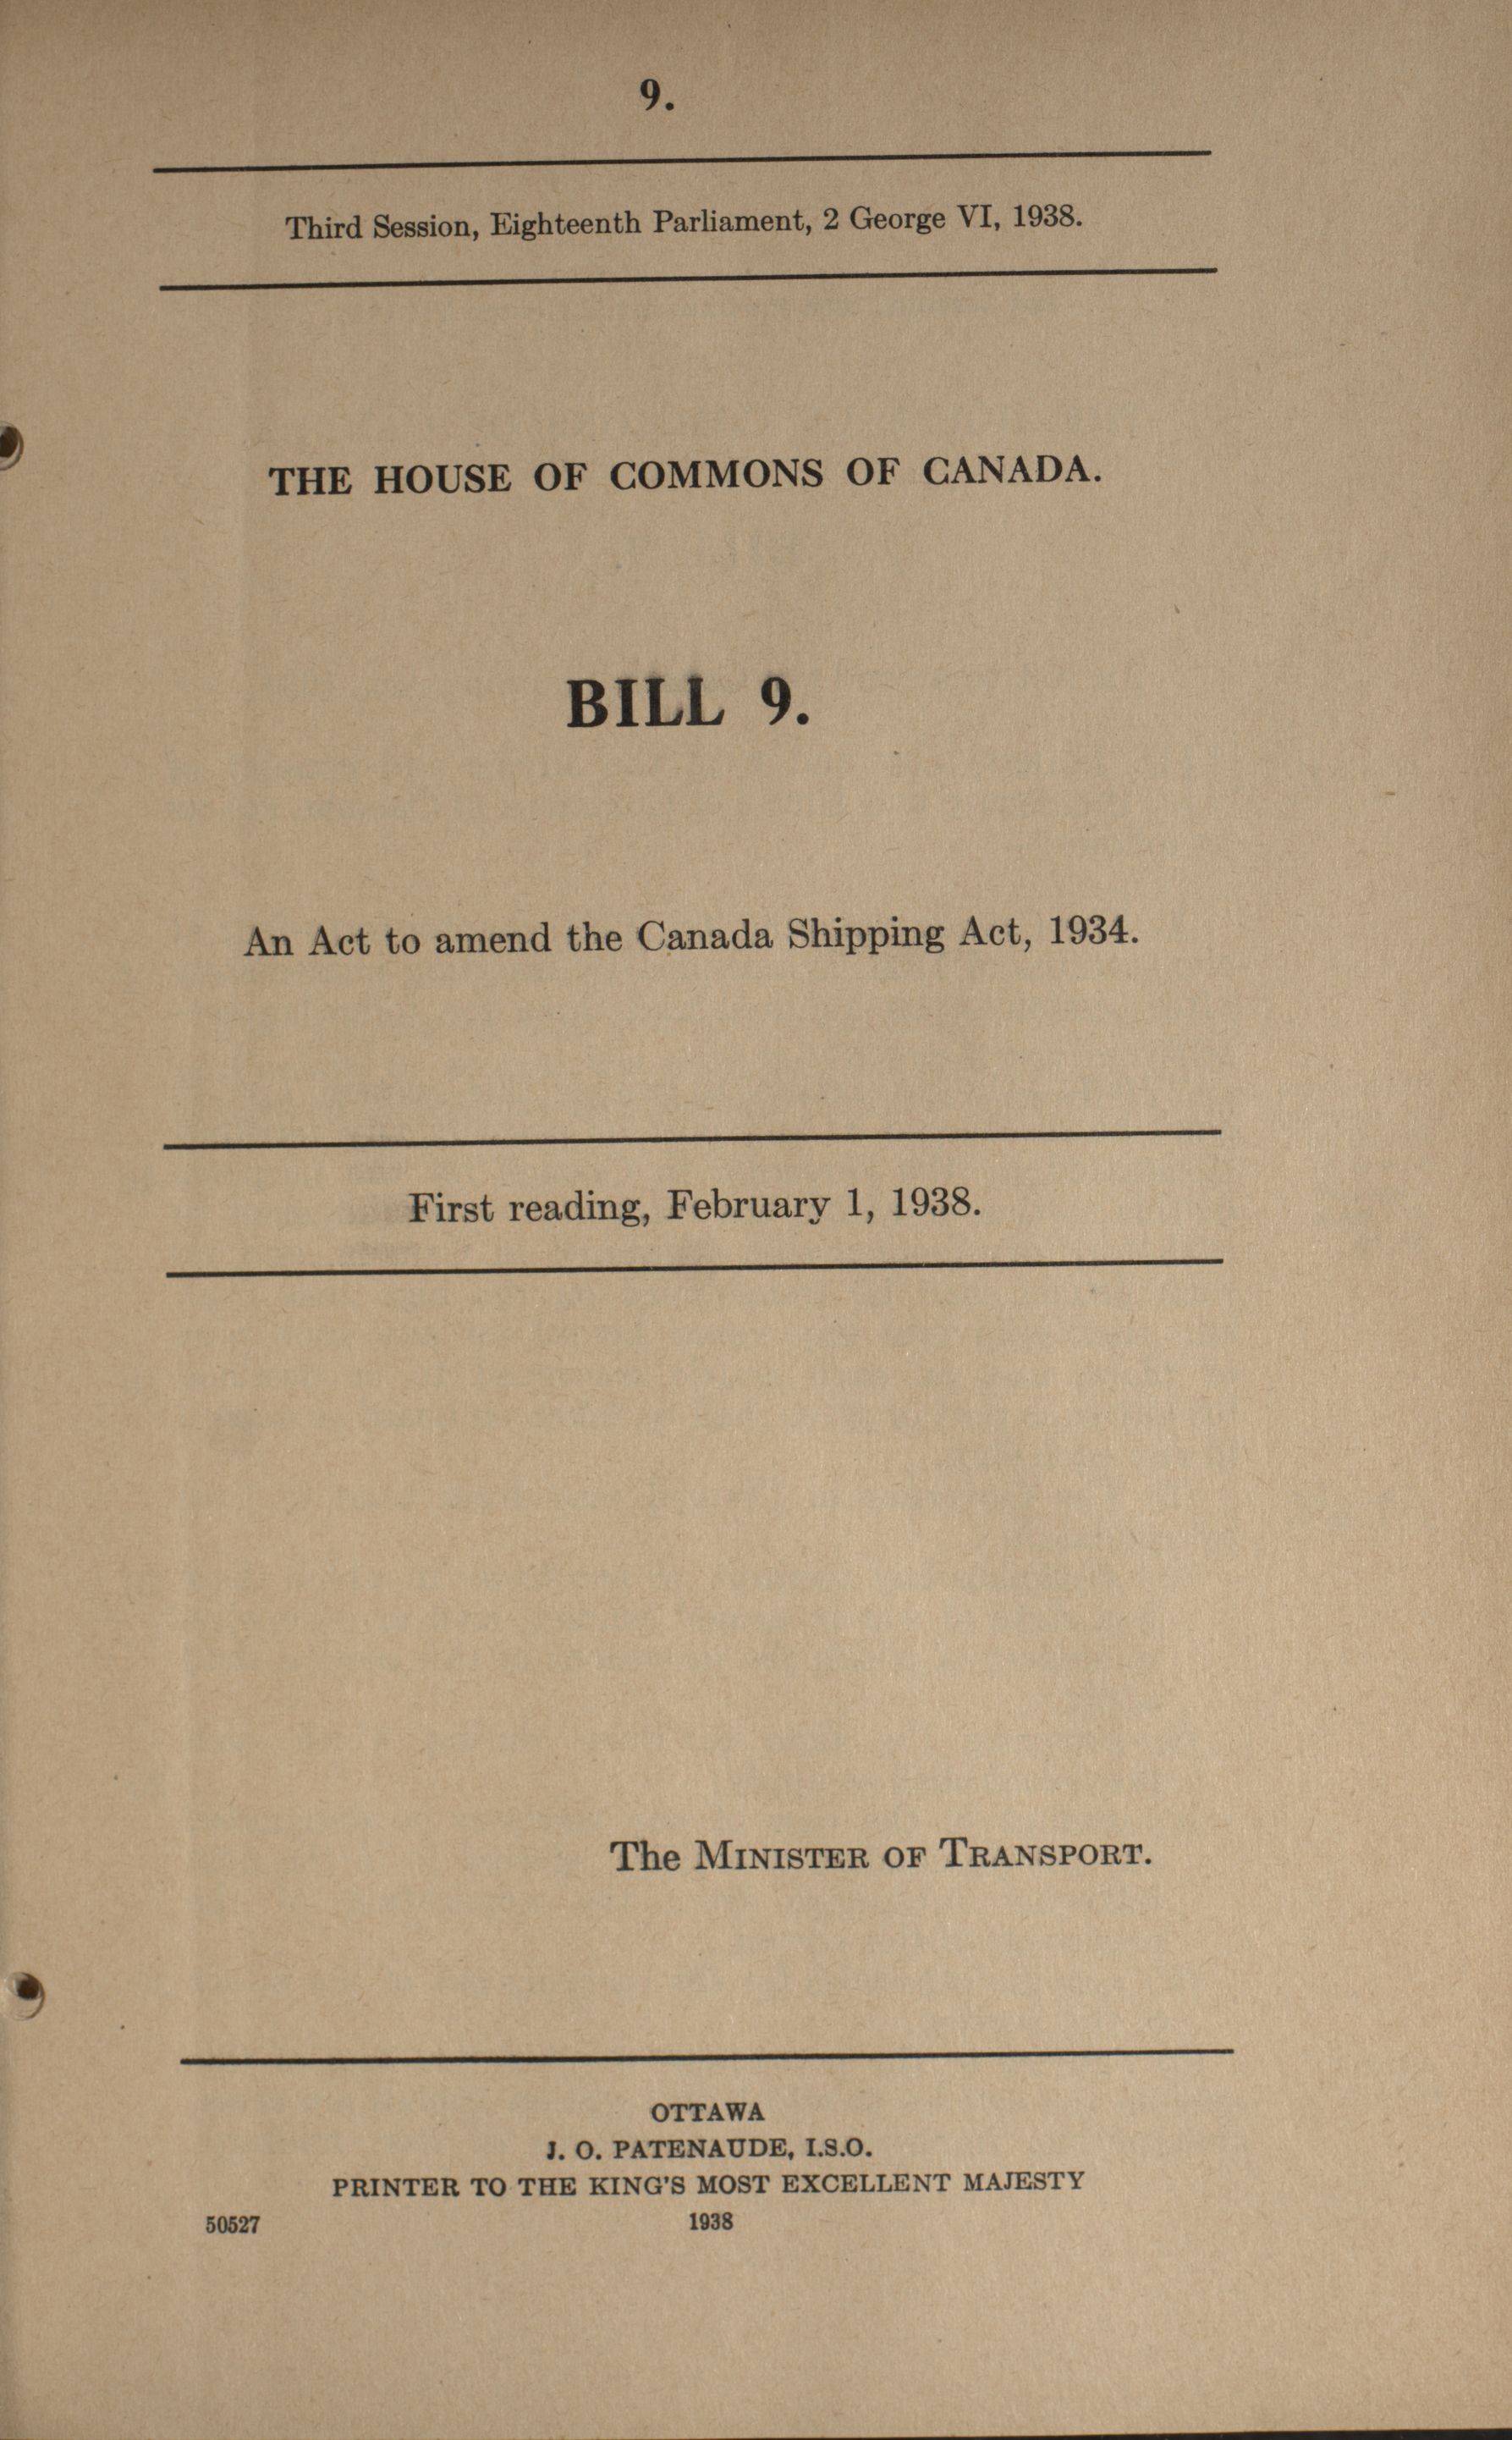 9.
Third Session, Eighteenth Parliament, 2 George VI, 1938.
THE HOUSE OF COMMONS OF CANADA.
BILL 9.
An Act to amend the Canada Shipping Act, 1934.
First reading, February 1, 1938.
The MINISTER OF TRANSPORT.
OTTAWA
J. O. PATENAUDE, I.S.O.
PRINTER TO THE KING'S MOST EXCELLENT MAJESTY
50527 1938